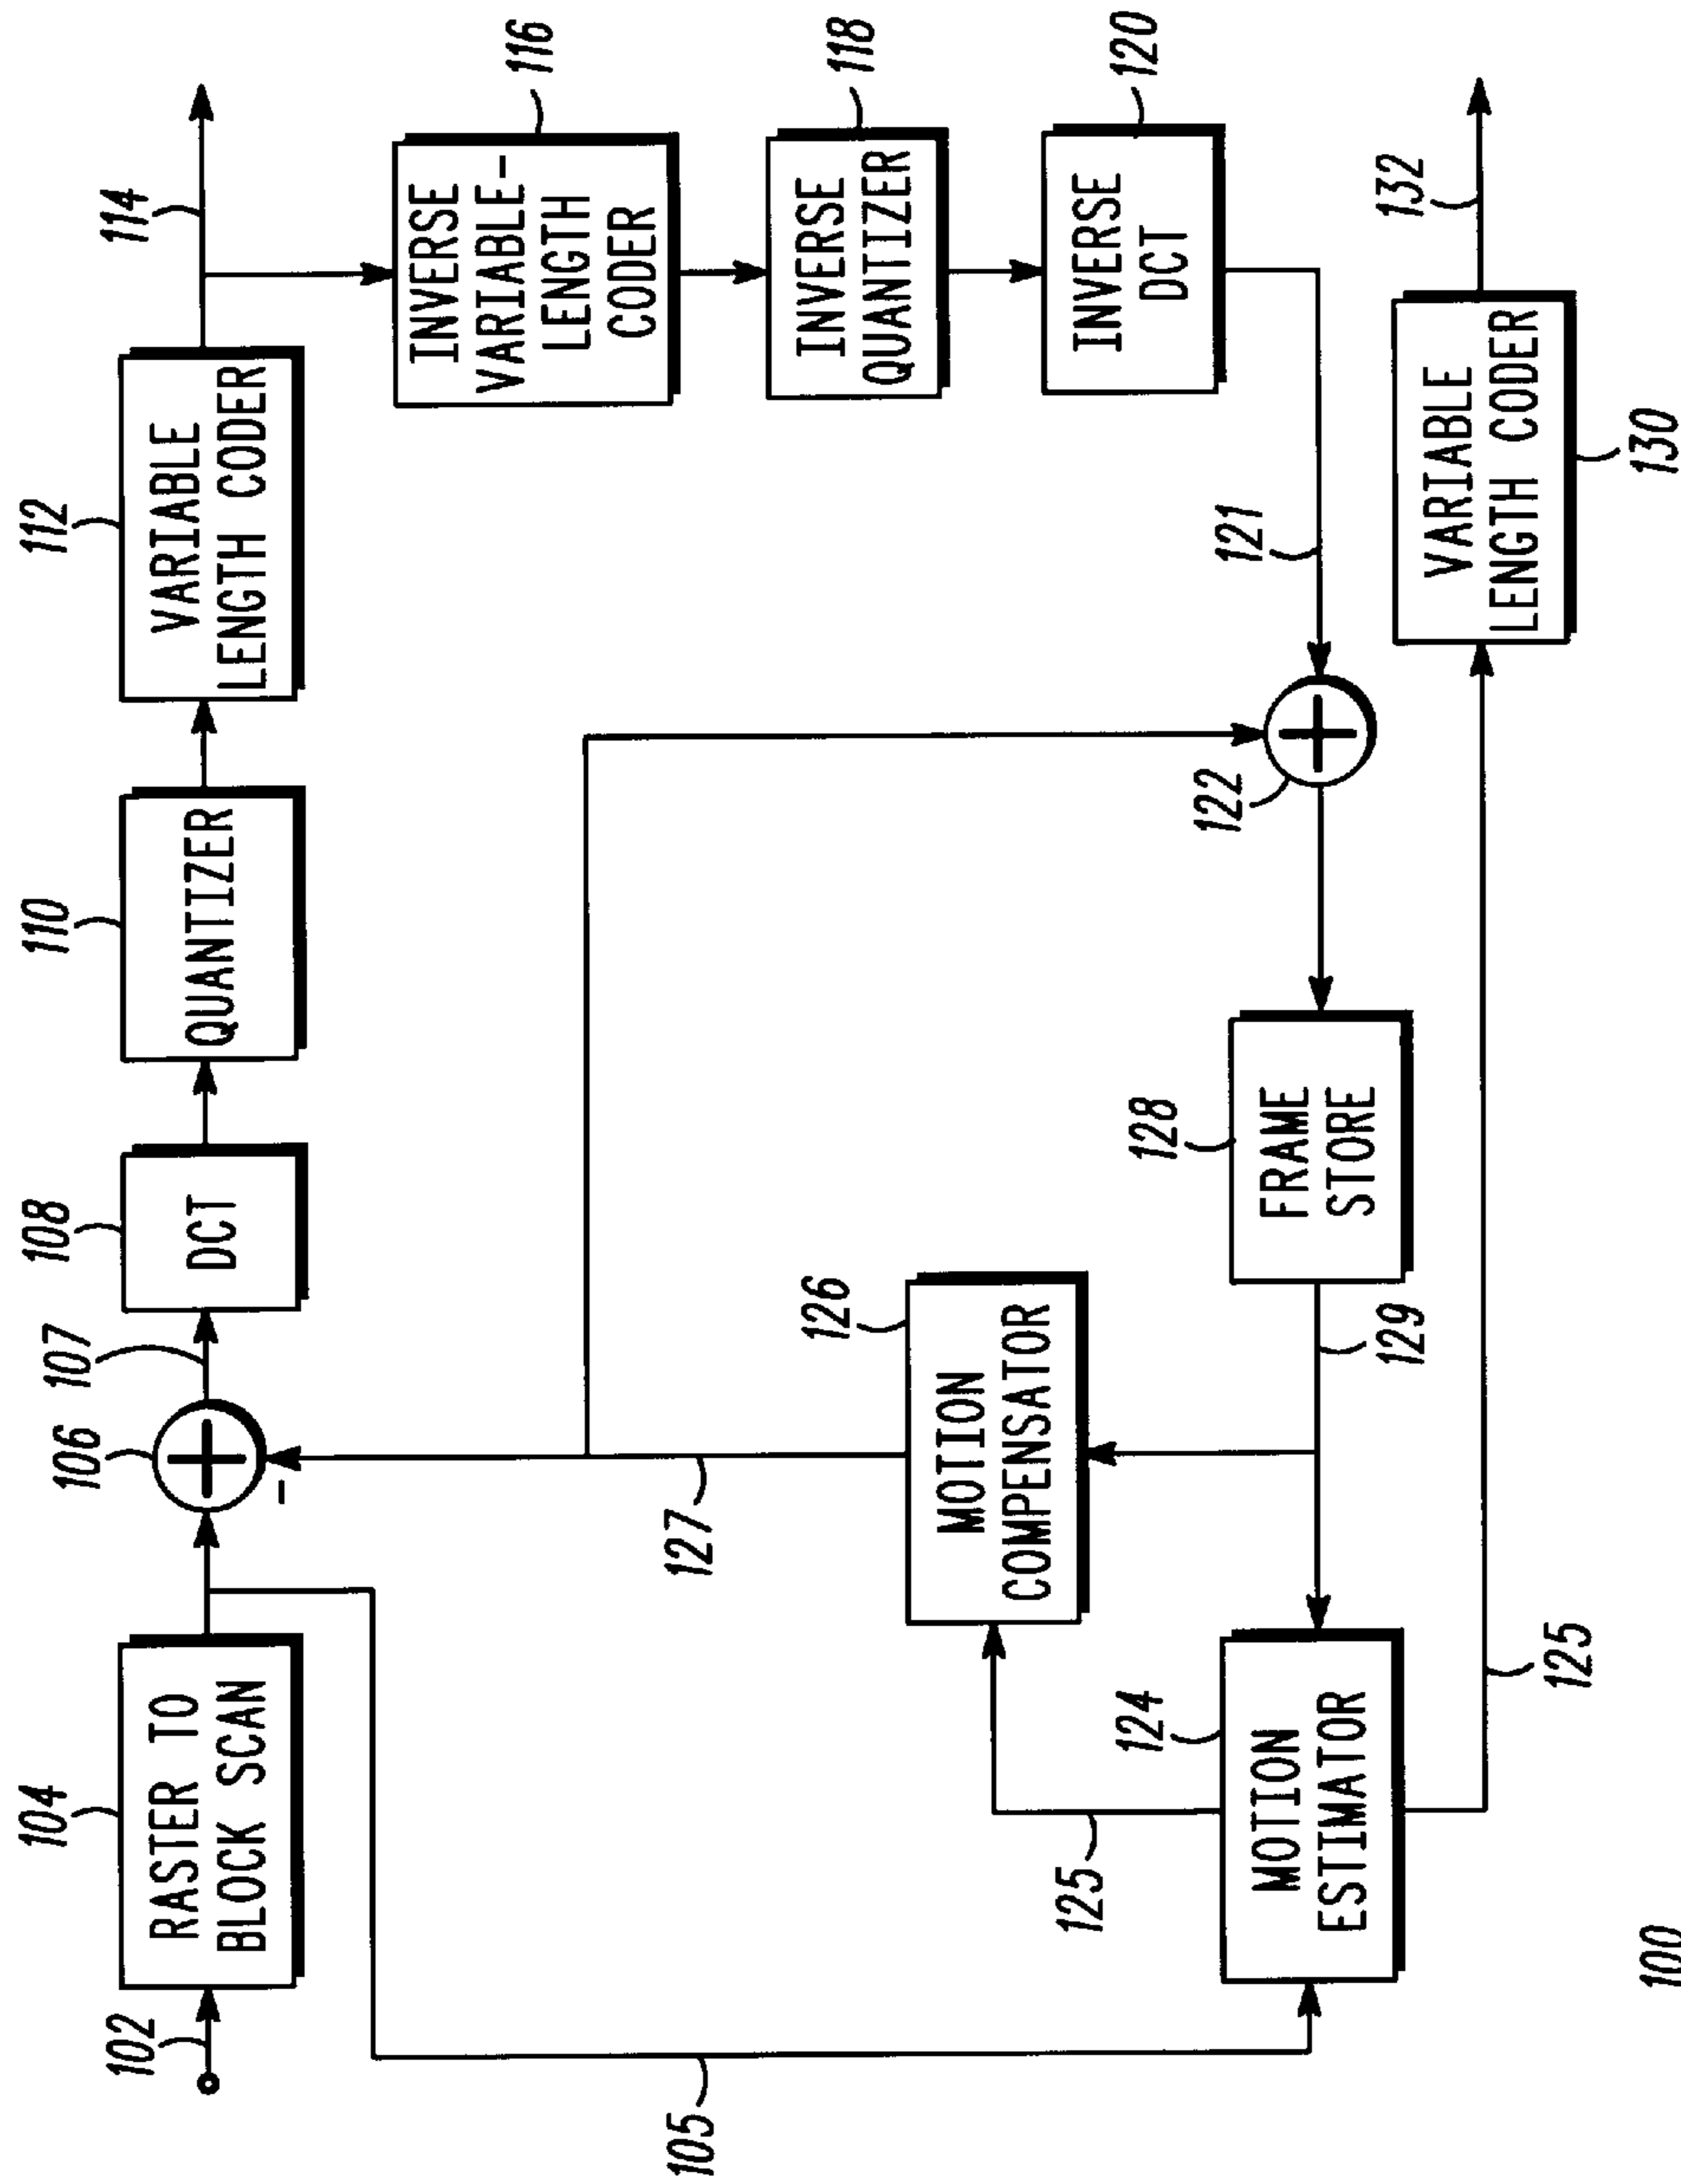 104
RASTER TO
BLOCK SCAN
102
106
107
108
DCT
110
QUANTIZER
112
VARIABLE
LENGTH CODER
114
105
127
-
INVERSE
VARIABLE-
LENGTH
CODER
116
126
MOTION
COMPENSATOR
INVERSE
QUANTIZER
118
125
124
MOTION
ESTIMATOR
128
FRAME
STORE
129
122
121
INVERSE
DCT
120
125
VARIABLE
LENGTH CODER
130
132
100